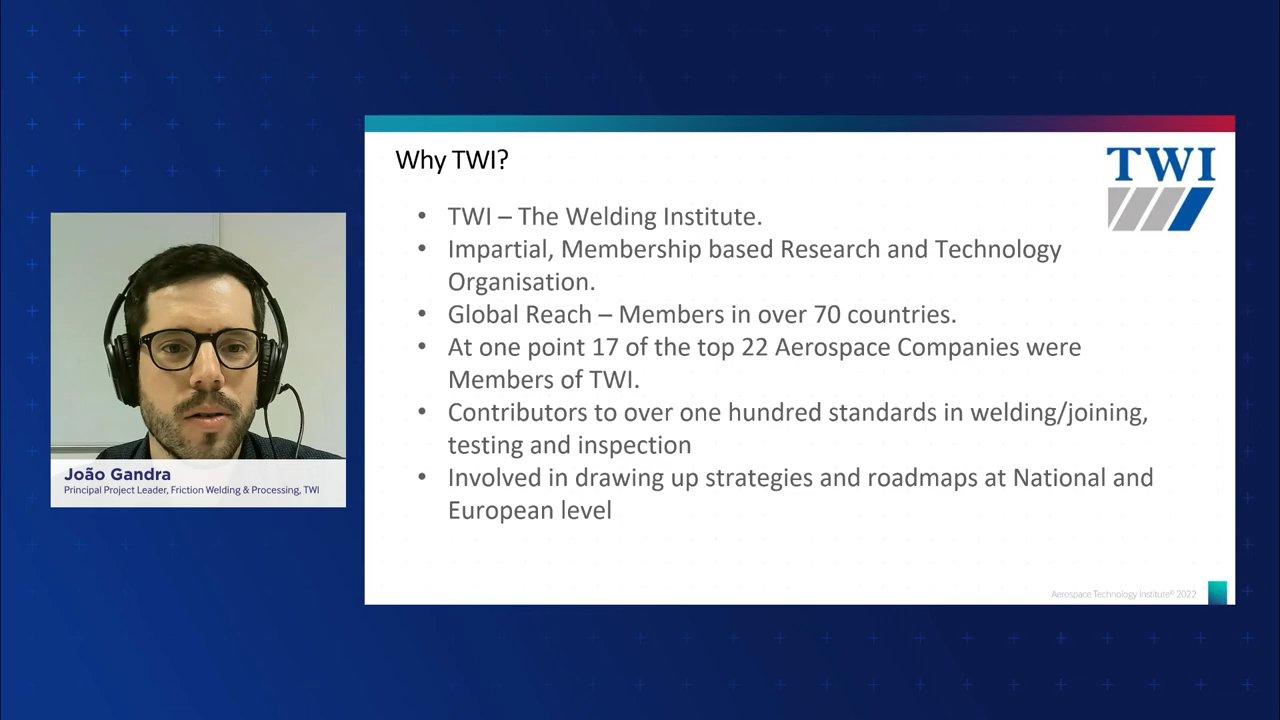 Why TWI?
TWI
• TWI – The Welding Institute.
• Impartial, Membership based Research and Technology
Organisation.
• Global Reach – Members in over 70 countries.
• At one point 17 of the top 22 Aerospace Companies were
Members of TWI.
• Contributors to over one hundred standards in welding/joining,
testing and inspection
• Involved in drawing up strategies and roadmaps at National and
European level
João Gandra
Principal Project Leader, Friction Welding & Processing, TWI
Aerospace Technology Institute® 2022